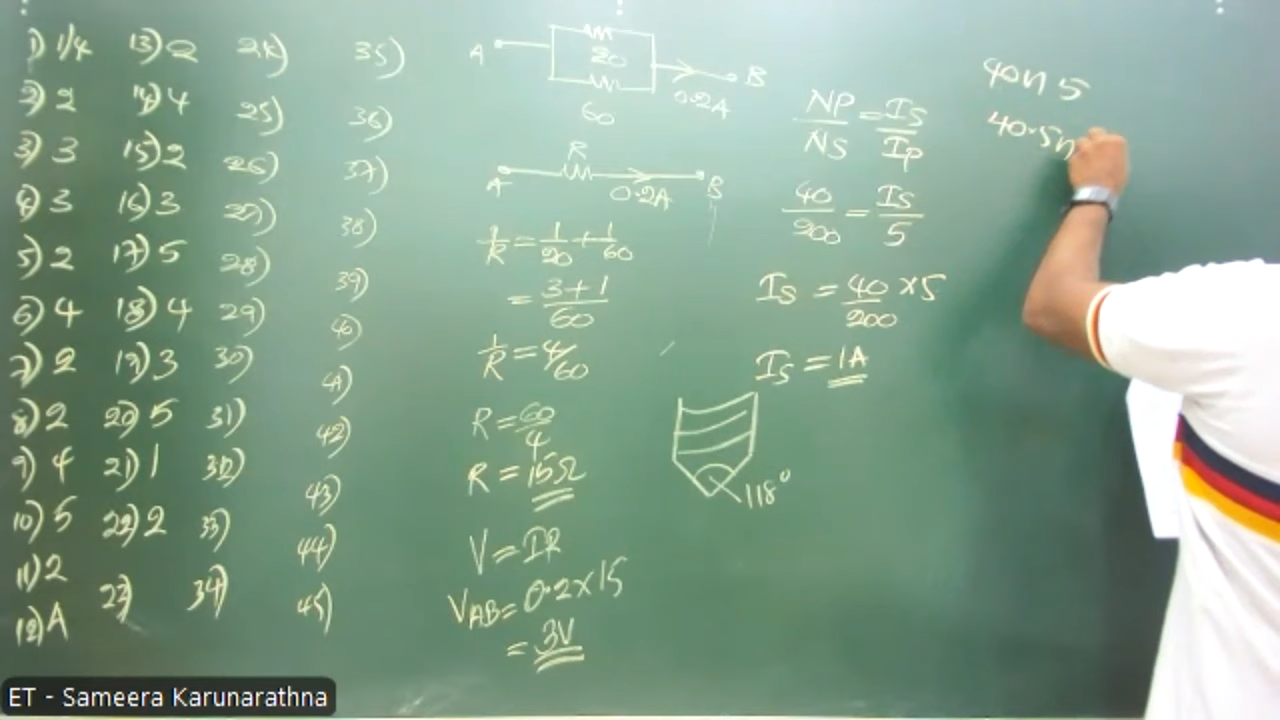 1) 1/4
2) 2
3) 3
4) 3
5) 2
6) 4
7) 2
8) 2
9) 4
10) 5
11) 2
12) A
13) 2
14) 4
15) 2
16) 3
17) 5
18) 4
19) 3
20) 5
21) 1
22) 2
23)
24)
25)
26)
27)
28)
29)
30)
31)
32)
33)
34)
35)
36)
37)
38)
39)
40)
41)
42)
43)
44)
45)
A 20 B
60 0.2A
R
A 0.2A B
1/R = 1/20 + 1/60
= 3+1/60
1/R = 4/60
R = 60/4
R = 15Ω
V = IR
VAB = 0.2×15
= 3V
NP/NS = IS/IP
40/200 = IS/5
IS = 40/200 ×5
IS = 1A
118°
40n 5
40.5n
ET - Sameera Karunarathna